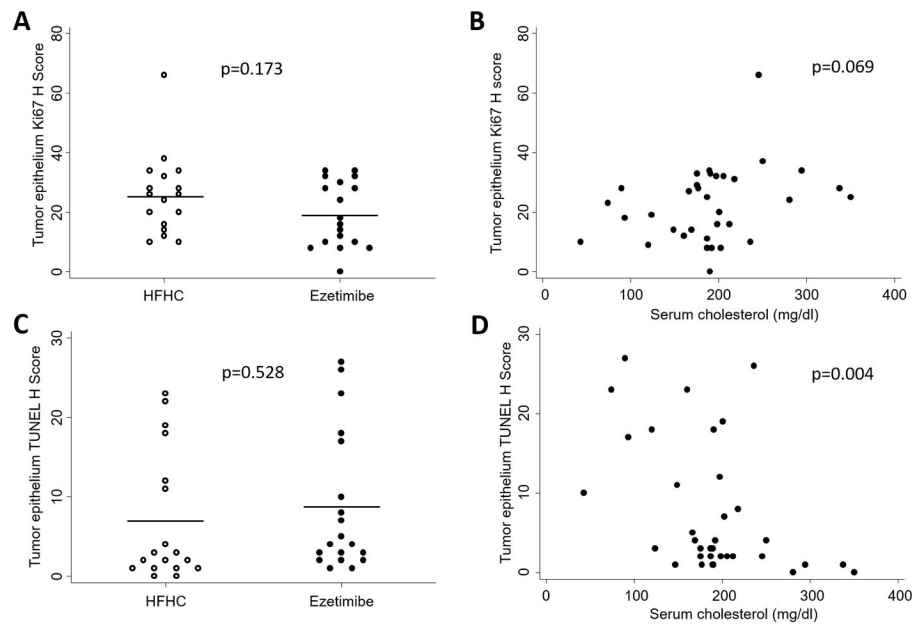 A
Tumor epithelium Ki67 H Score
80
60
40
20
0
p=0.173
HFHC
Ezetimibe
B
Tumor epithelium Ki67 H score
80
60
40
20
0
p=0.069
0
100
200
300
400
Serum cholesterol (mg/dl)
C
Tumor epithelium TUNEL H Score
30
20
10
0
p=0.528
HFHC
Ezetimibe
D
Tumor epithelium TUNEL H Score
30
20
10
0
p=0.004
0
100
200
300
400
Serum cholesterol (mg/dl)